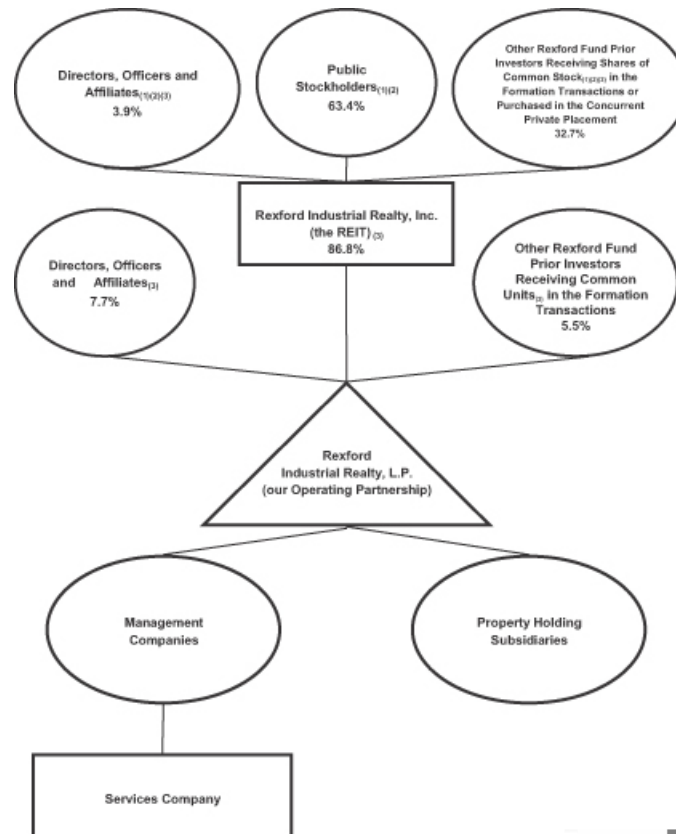 Directors, Officers and
Affiliates(1)(2)(3)
3.9%
Public
Stockholders(1)(2)
63.4%
Other Rexford Fund Prior
Investors Receiving Shares of
Common Stock(1)(2)(3) in the
Formation Transactions or
Purchased in the Concurrent
Private Placement
32.7%
Rexford Industrial Realty, Inc.
(the REIT) (3)
86.8%
Directors, Officers
and Affiliates(3)
7.7%
Other Rexford Fund
Prior Investors
Receiving Common
Units(3) in the Formation
Transactions
5.5%
Rexford
Industrial Realty, L.P.
(our Operating Partnership)
Management
Companies
Property Holding
Subsidiaries
Services Company